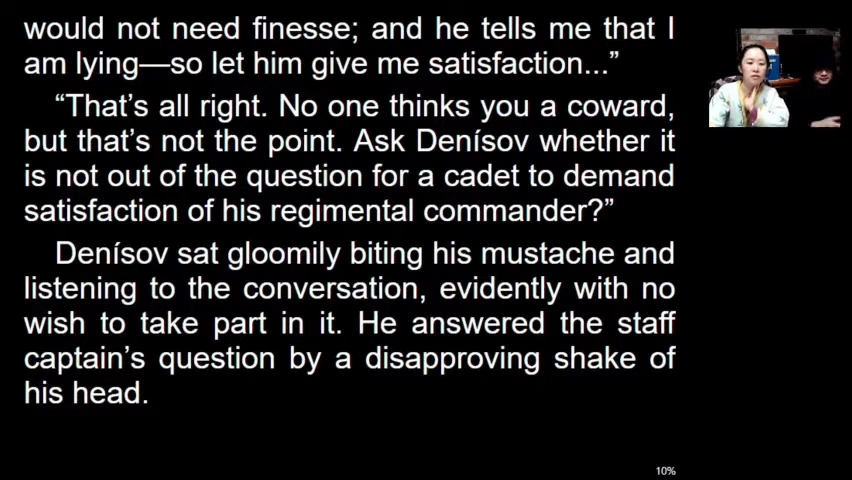 would not need finesse; and he tells me that I
am lying—so let him give me satisfaction...”
“That’s all right. No one thinks you a coward,
but that’s not the point. Ask Denísov whether it
is not out of the question for a cadet to demand
satisfaction of his regimental commander?”
Denísov sat gloomily biting his mustache and
listening to the conversation, evidently with no
wish to take part in it. He answered the staff
captain’s question by a disapproving shake of
his head.
10%